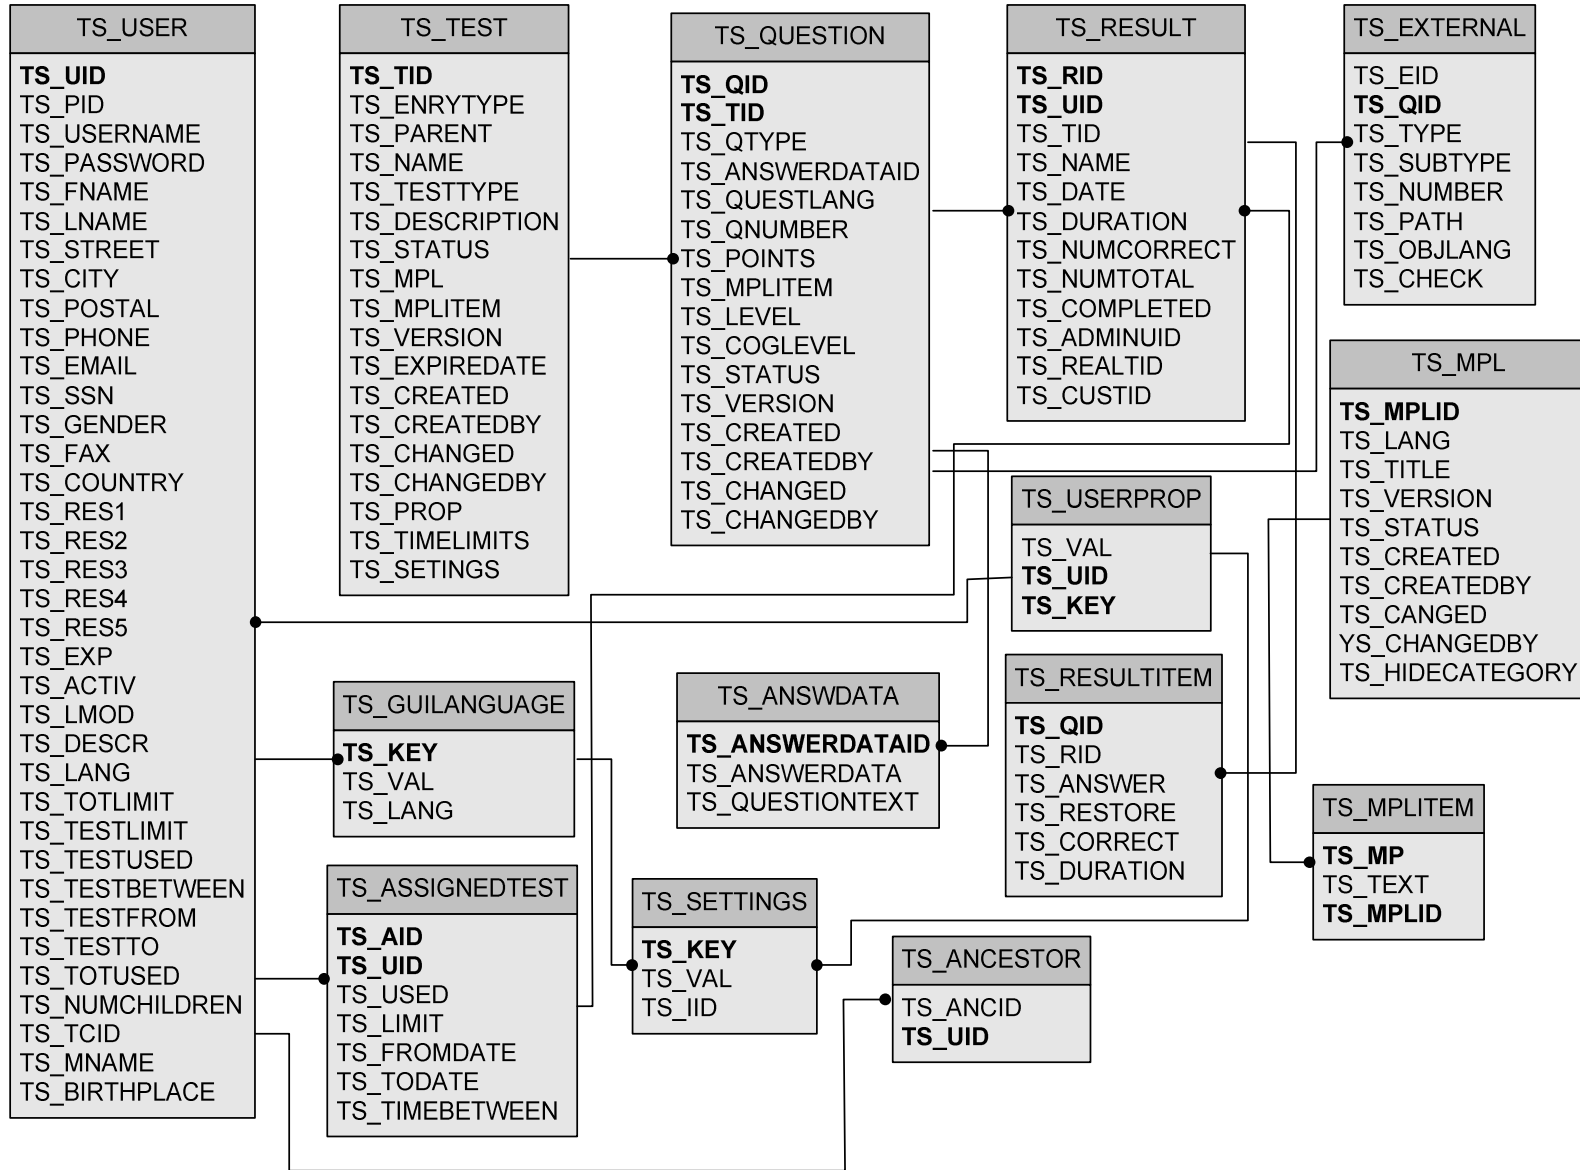 TS_USER
TS_UID
TS_PID
TS_USERNAME
TS_PASSWORD
TS_FNAME
TS_LNAME
TS_STREET
TS_CITY
TS_POSTAL
TS_PHONE
TS_EMAIL
TS_SSN
TS_GENDER
TS_FAX
TS_COUNTRY
TS_RES1
TS_RES2
TS_RES3
TS_RES4
TS_RES5
TS_EXP
TS_ACTIV
TS_LMOD
TS_DESCR
TS_LANG
TS_TOTLIMIT
TS_TESTLIMIT
TS_TESTUSED
TS_TESTBETWEEN
TS_TESTFROM
TS_TESTTO
TS_TOTUSED
TS_NUMCHILDREN
TS_TCID
TS_MNAME
TS_BIRTHPLACE
TS_TEST
TS_TID
TS_ENRYTYPE
TS_PARENT
TS_NAME
TS_TESTTYPE
TS_DESCRIPTION
TS_STATUS
TS_MPL
TS_MPLITEM
TS_VERSION
TS_EXPIREDATE
TS_CREATED
TS_CREATEDBY
TS_CHANGED
TS_CHANGEDBY
TS_PROP
TS_TIMELIMITS
TS_SETINGS
TS_QUESTION
TS_QID
TS_TID
TS_QTYPE
TS_ANSWERDATAID
TS_QUESTLANG
TS_QNUMBER
TS_POINTS
TS_MPLITEM
TS_LEVEL
TS_COGLEVEL
TS_STATUS
TS_VERSION
TS_CREATED
TS_CREATEDBY
TS_CHANGED
TS_CHANGEDBY
TS_RESULT
TS_RID
TS_UID
TS_TID
TS_NAME
TS_DATE
TS_DURATION
TS_NUMCORRECT
TS_NUMTOTAL
TS_COMPLETED
TS_ADMINUID
TS_REALTID
TS_CUSTID
TS_EXTERNAL
TS_EID
TS_QID
TS_TYPE
TS_SUBTYPE
TS_NUMBER
TS_PATH
TS_OBJLANG
TS_CHECK
TS_MPL
TS_MPLID
TS_LANG
TS_TITLE
TS_VERSION
TS_STATUS
TS_CREATED
TS_CREATEDBY
TS_CANGED
YS_CHANGEDBY
TS_HIDECATEGORY
TS_USERPROP
TS_VAL
TS_UID
TS_KEY
TS_GUILANGUAGE
TS_KEY
TS_VAL
TS_LANG
TS_ANSWDATA
TS_ANSWERDATAID
TS_ANSWERDATA
TS_QUESTIONTEXT
TS_RESULTITEM
TS_QID
TS_RID
TS_ANSWER
TS_RESTORE
TS_CORRECT
TS_DURATION
TS_MPLITEM
TS_MP
TS_TEXT
TS_MPLID
TS_ASSIGNEDTEST
TS_AID
TS_UID
TS_USED
TS_LIMIT
TS_FROMDATE
TS_TODATE
TS_TIMEBETWEEN
TS_SETTINGS
TS_KEY
TS_VAL
TS_IID
TS_ANCESTOR
TS_ANCID
TS_UID